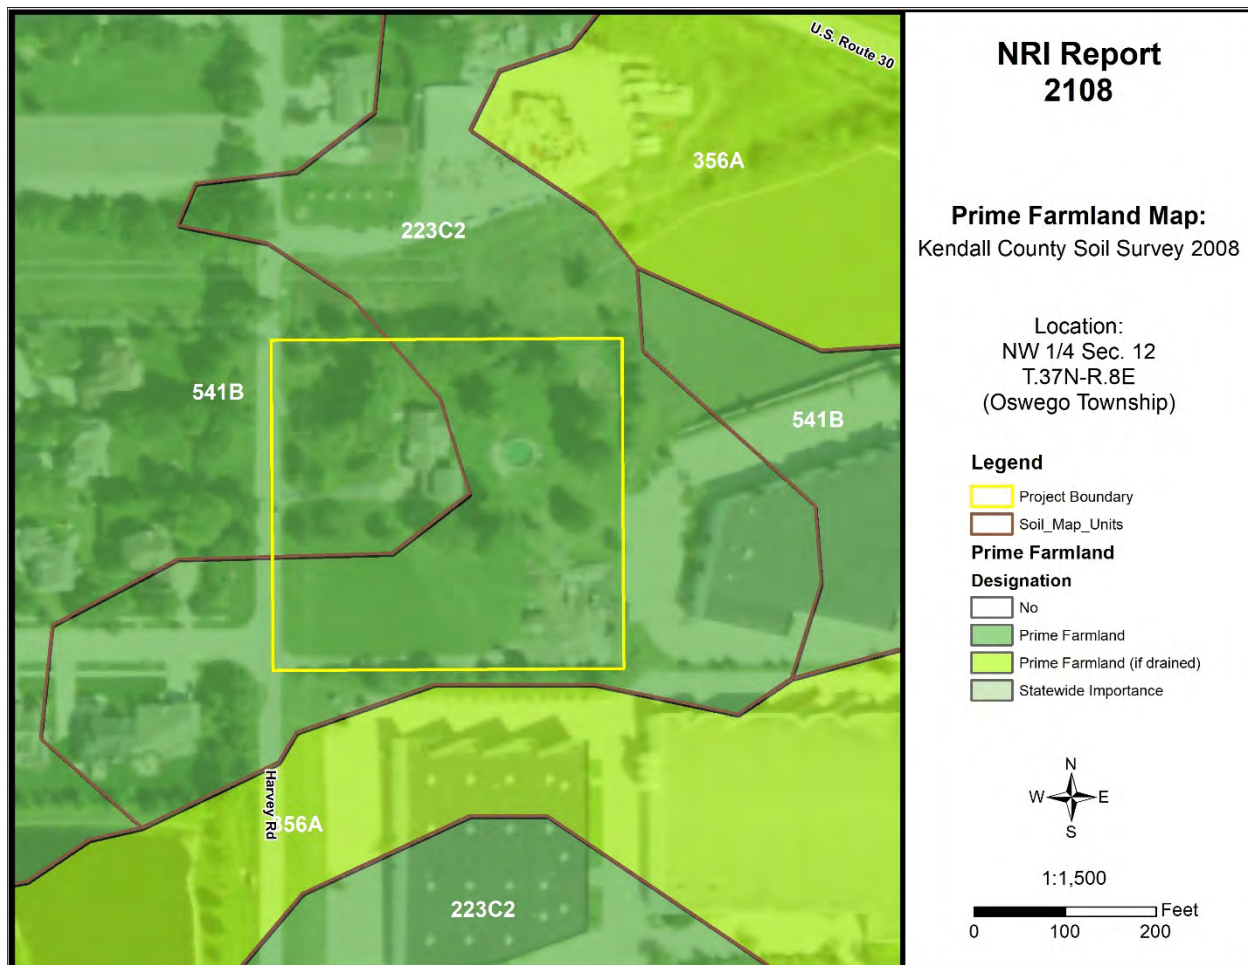 U.S. Route 30
356A
223C2
541B
541B
Harvey Rd
356A
223C2
NRI Report
2108
Prime Farmland Map:
Kendall County Soil Survey 2008
Location:
NW 1/4 Sec. 12
T.37N-R.8E
(Oswego Township)
Legend
Project Boundary
Soil_Map_Units
Prime Farmland
Designation
No
Prime Farmland
Prime Farmland (if drained)
Statewide Importance
N
W E
S
1:1,500
Feet
0 100 200